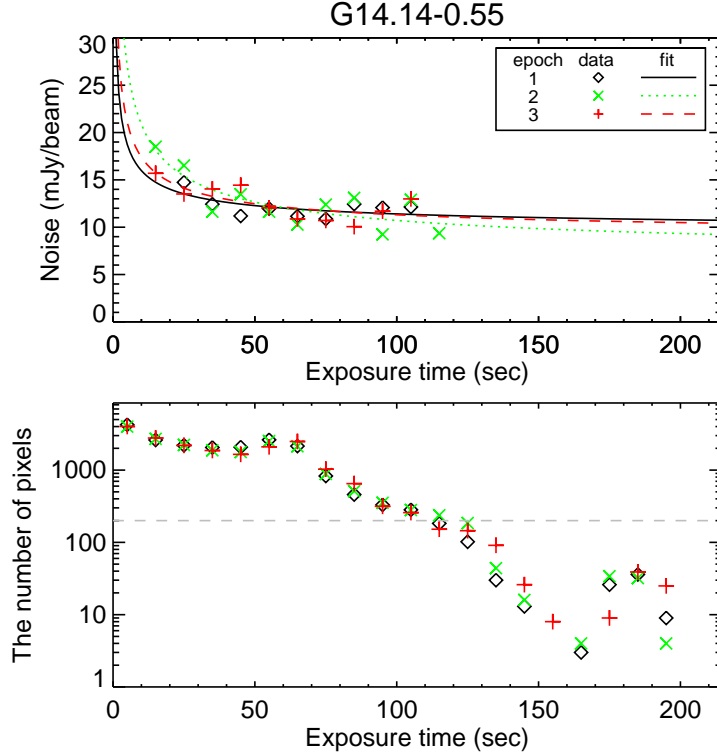 G14.14-0.55
30
25
20
15
10
5
0
Noise (mJy/beam)
epoch data fit
1
2
3
0 50 100 150 200
Exposure time (sec)
1000
100
10
1
The number of pixels
0 50 100 150 200
Exposure time (sec)